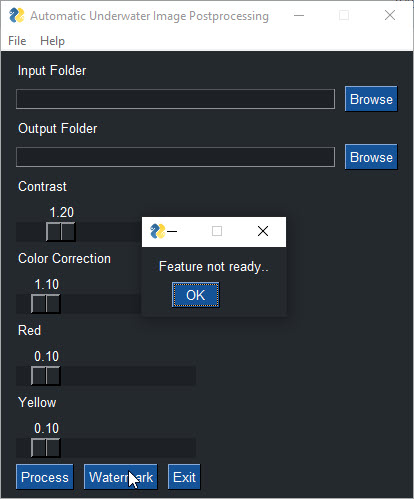 Automatic Underwater Image Postprocessing
File Help
Input Folder
Browse
Output Folder
Browse
Contrast
1.20
Feature not ready..
OK
Color Correction
1.10
Red
0.10
Yellow
0.10
Process Watermark Exit